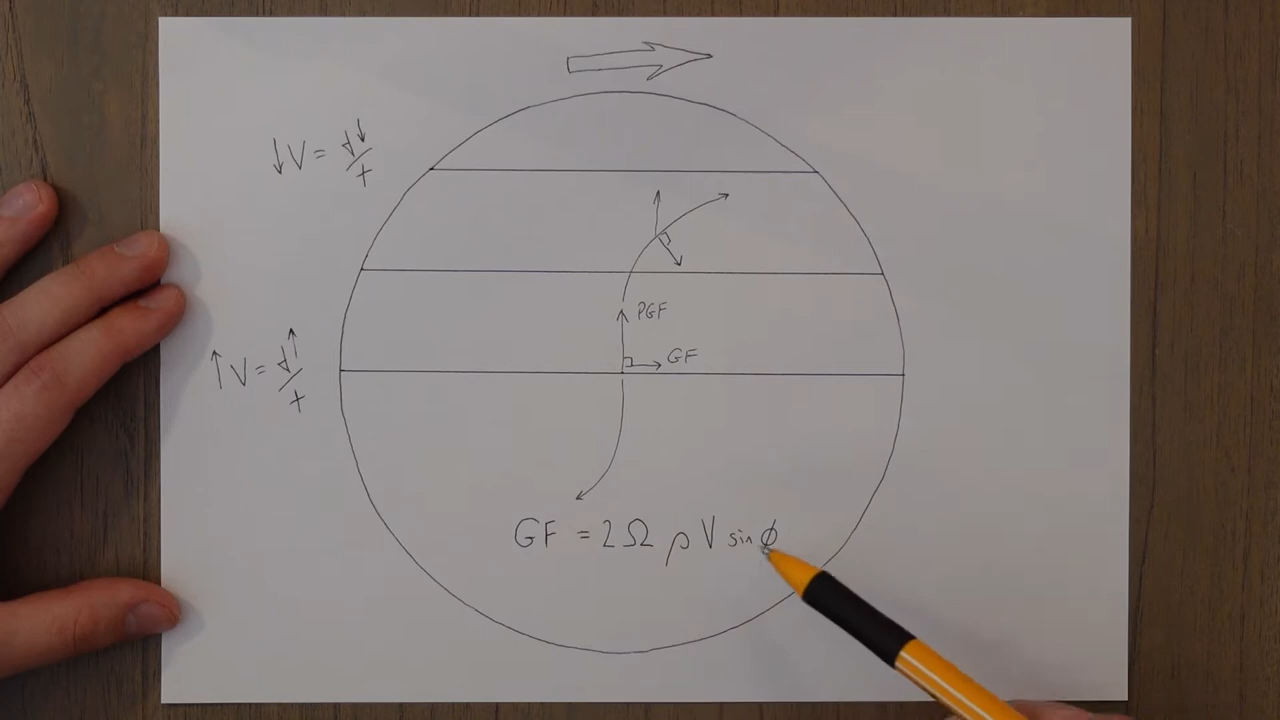 ↓V = d↓/t
PGF
GF
↑V = d↑/t
GF = 2Ω ρ V sin ϕ